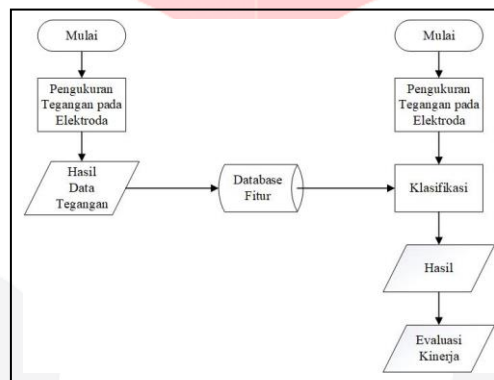 Mulai
Pengukuran
Tegangan pada
Elektroda
Hasil
Data
Tegangan
Database
Fitur
Mulai
Pengukuran
Tegangan pada
Elektroda
Klasifikasi
Hasil
Evaluasi
Kinerja